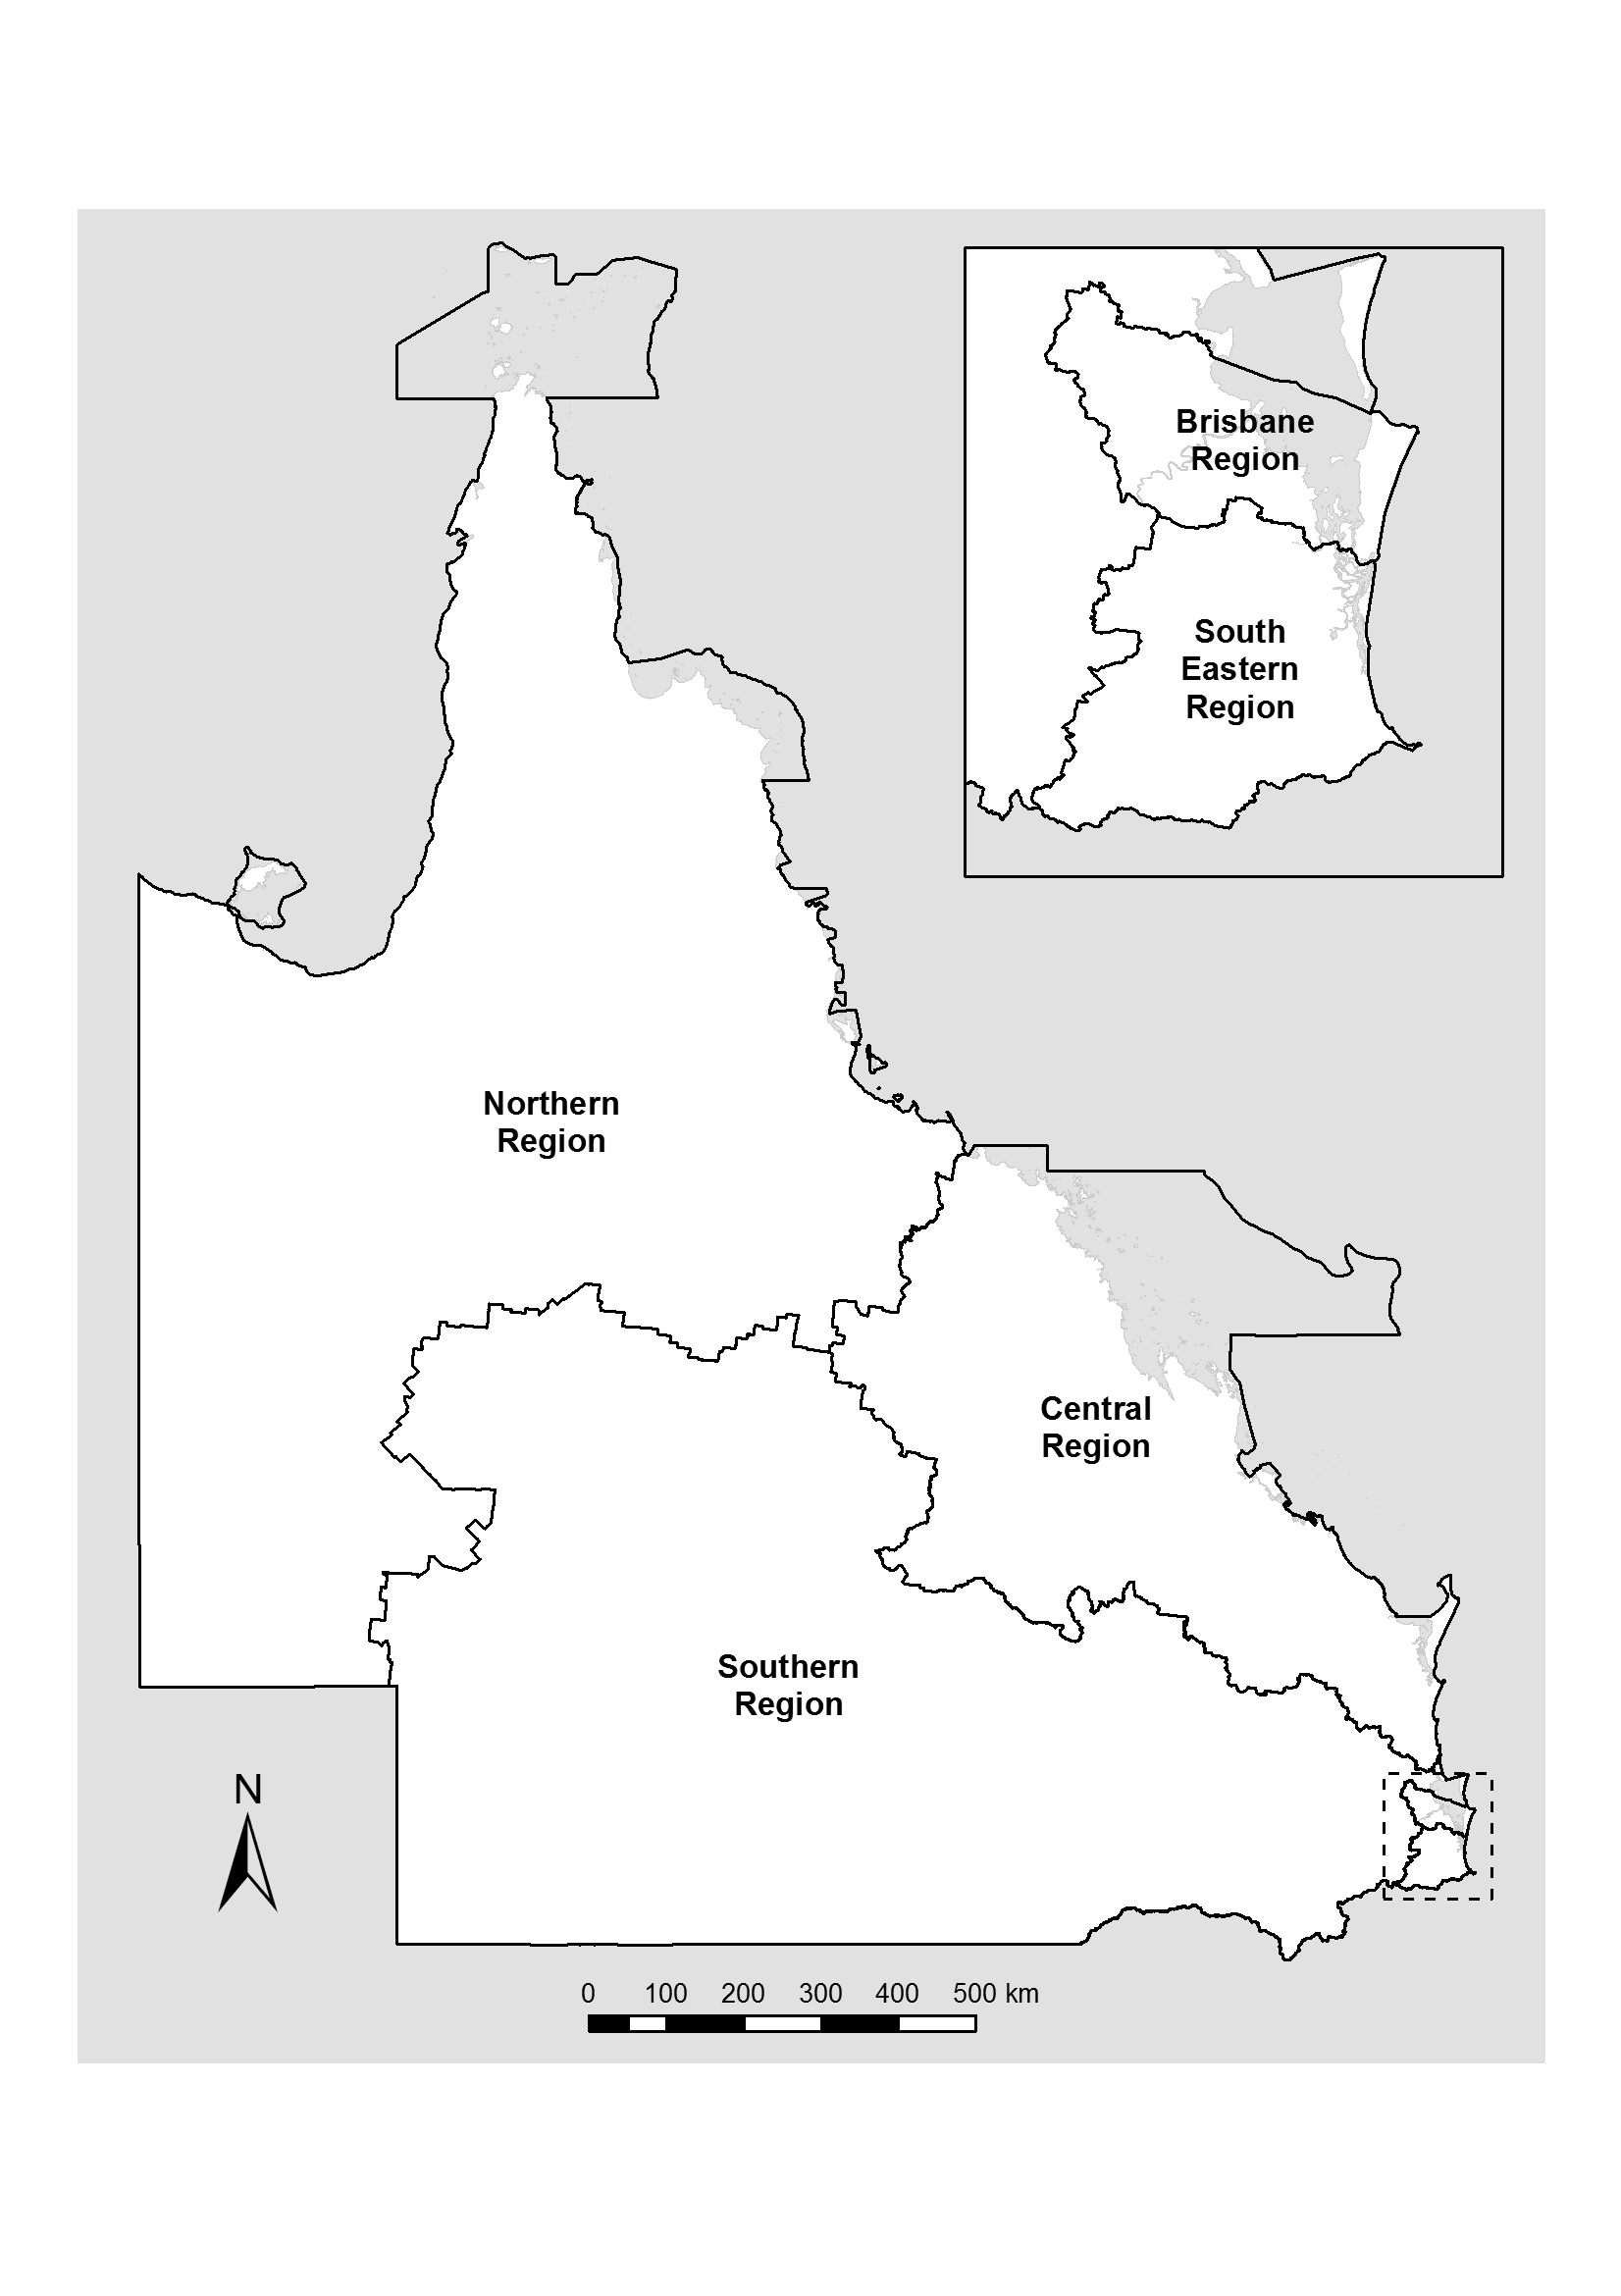 Brisbane
Region
South
Eastern
Region
Northern
Region
Central
Region
Southern
Region
N
0 100 200 300 400 500 km